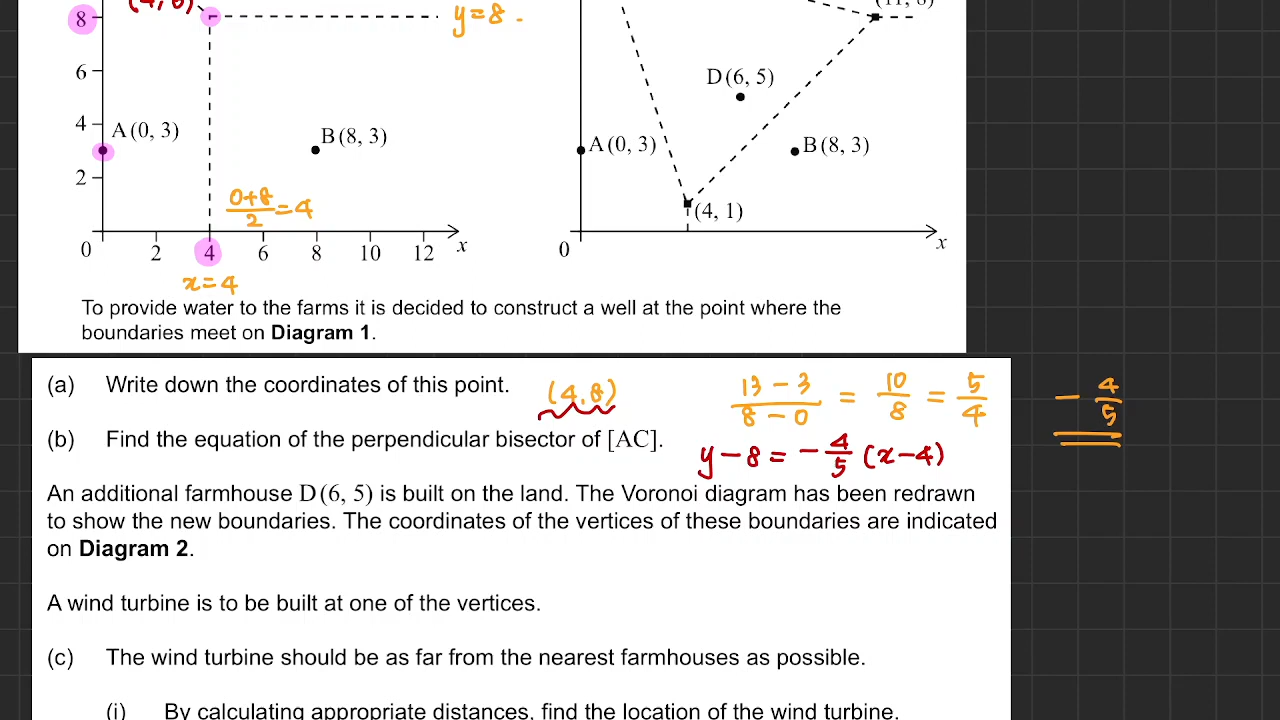 8
y = 8
6
4
2
A (0, 3)
B (8, 3)
0+8/2 = 4
0 2 4 6 8 10 12 x
x = 4
D (6, 5)
A (0, 3)
B (8, 3)
(4, 1)
0
x
To provide water to the farms it is decided to construct a well at the point where the
boundaries meet on Diagram 1.
(a) Write down the coordinates of this point. (4, 8)
13 - 3 / 8 - 0 = 10/8 = 5/4
- 4/5
(b) Find the equation of the perpendicular bisector of [AC].
y - 8 = - 4/5 (x - 4)
An additional farmhouse D (6, 5) is built on the land. The Voronoi diagram has been redrawn
to show the new boundaries. The coordinates of the vertices of these boundaries are indicated
on Diagram 2.
A wind turbine is to be built at one of the vertices.
(c) The wind turbine should be as far from the nearest farmhouses as possible.
(i) By calculating appropriate distances, find the location of the wind turbine.